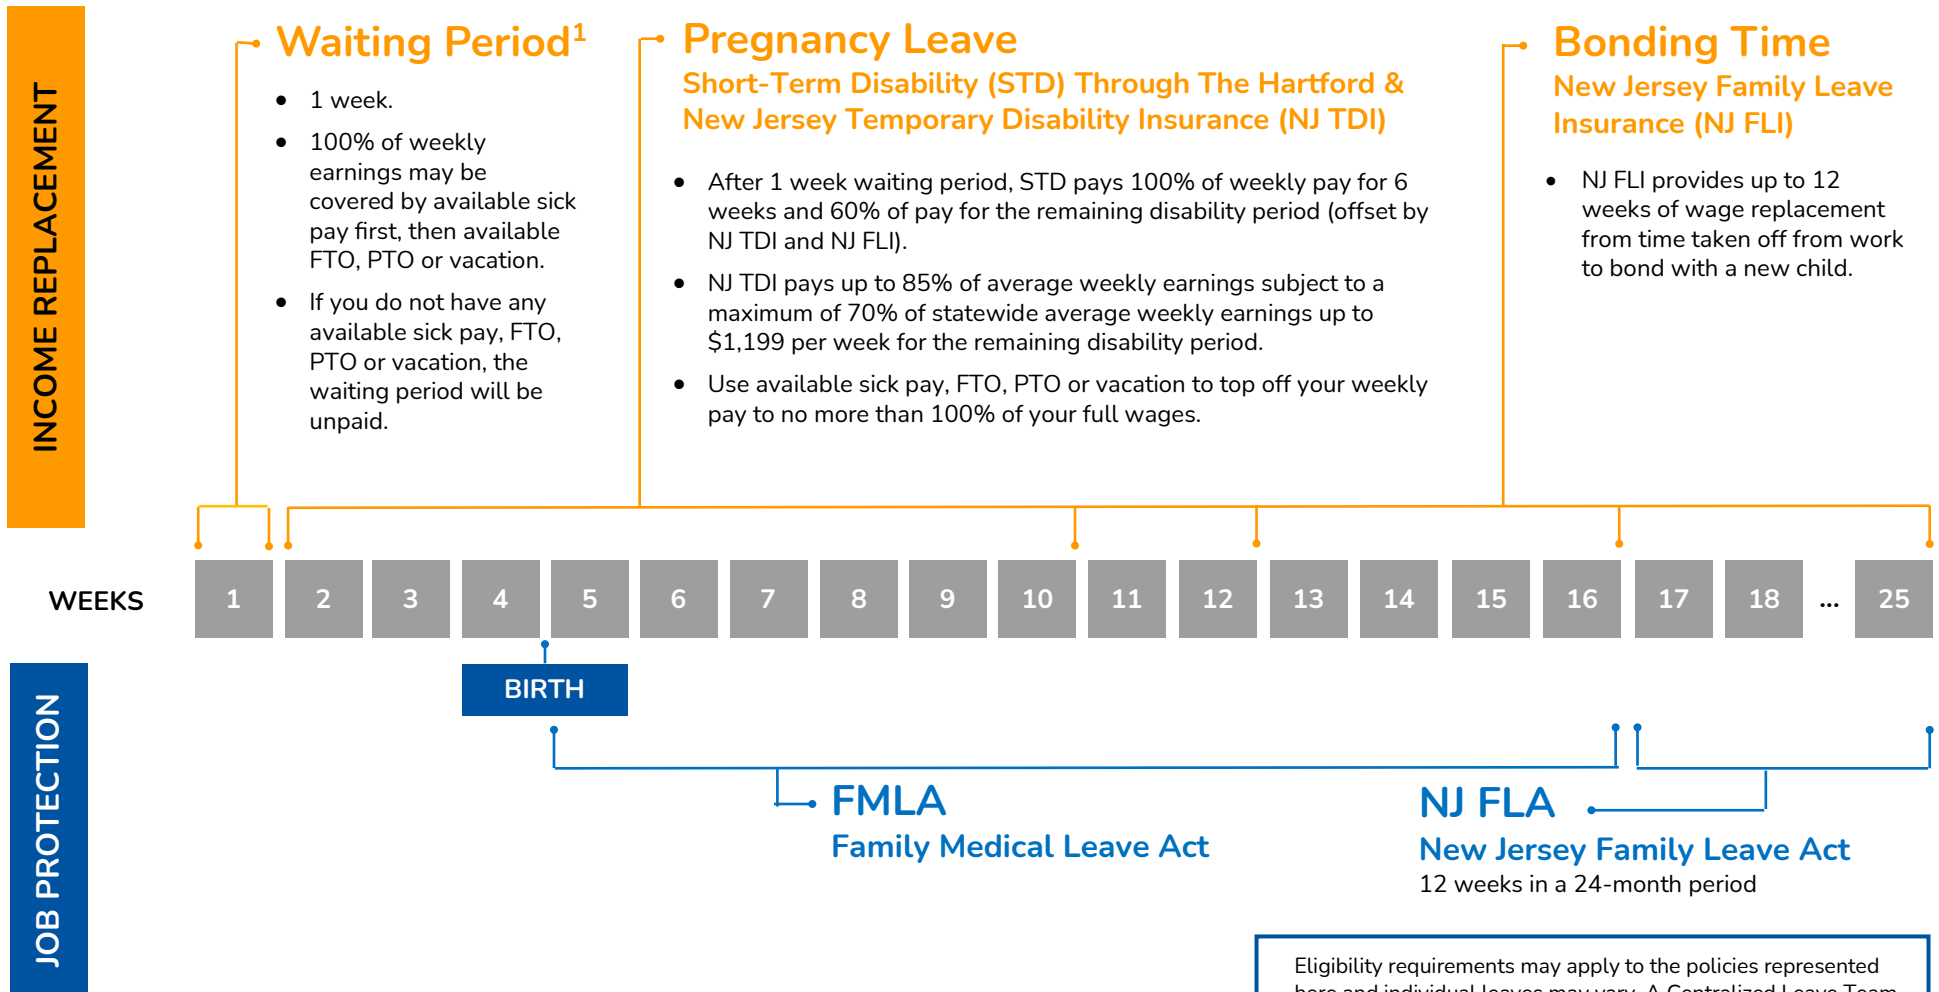 INCOME REPLACEMENT
Waiting Period¹
• 1 week.
• 100% of weekly
earnings may be
covered by available sick
pay first, then available
FTO, PTO or vacation.
• If you do not have any
available sick pay, FTO,
PTO or vacation, the
waiting period will be
unpaid.
Pregnancy Leave
Short-Term Disability (STD) Through The Hartford &
New Jersey Temporary Disability Insurance (NJ TDI)
• After 1 week waiting period, STD pays 100% of weekly pay for 6
weeks and 60% of pay for the remaining disability period (offset by
NJ TDI and NJ FLI).
• NJ TDI pays up to 85% of average weekly earnings subject to a
maximum of 70% of statewide average weekly earnings up to
$1,199 per week for the remaining disability period.
• Use available sick pay, FTO, PTO or vacation to top off your weekly
pay to no more than 100% of your full wages.
Bonding Time
New Jersey Family Leave
Insurance (NJ FLI)
• NJ FLI provides up to 12
weeks of wage replacement
from time taken off from work
to bond with a new child.
WEEKS 1 2 3 4 5 6 7 8 9 10 11 12 13 14 15 16 17 18 ... 25
BIRTH
JOB PROTECTION
FMLA
Family Medical Leave Act
NJ FLA
New Jersey Family Leave Act
12 weeks in a 24-month period
Eligibility requirements may apply to the policies represented
here and individual leaves may vary. A Centralized Leave Team